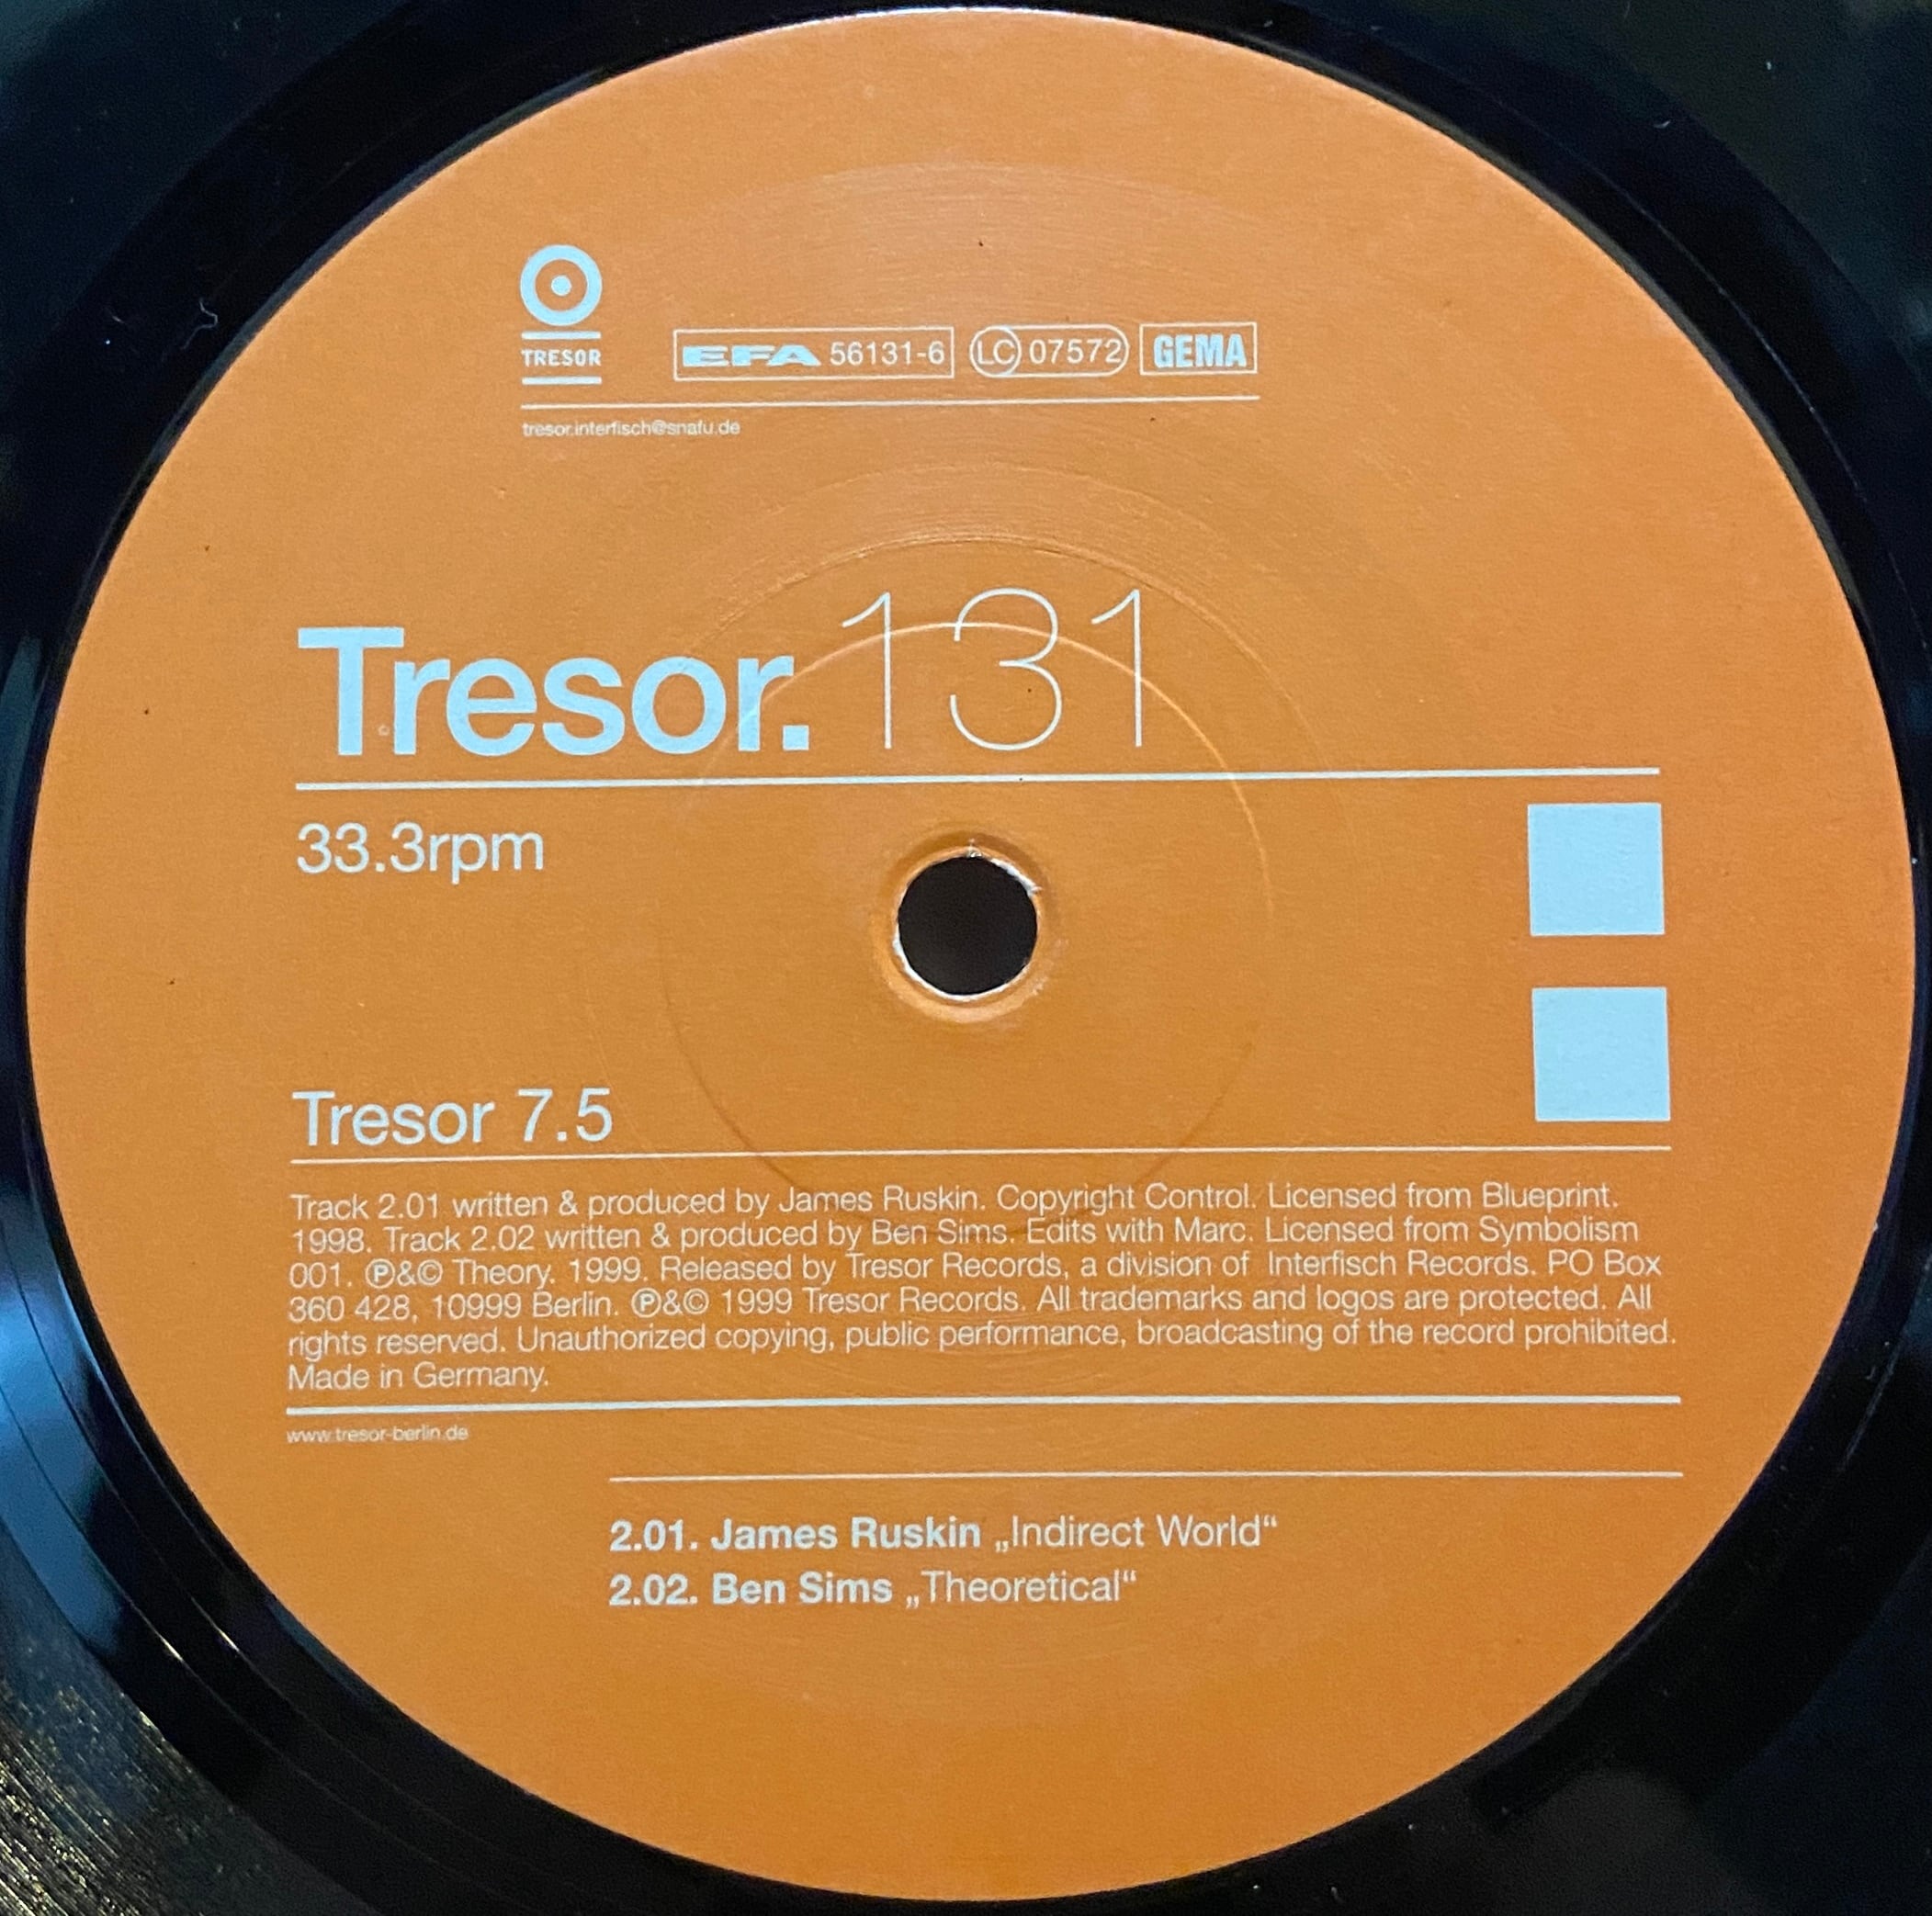 TRESOR
EFA 56131-6 LC 07572 GEMA
tresor.interfisch@snafu.de
Tresor.131
33.3rpm
Tresor 7.5
Track 2.01 written & produced by James Ruskin. Copyright Control. Licensed from Blueprint.
1998. Track 2.02 written & produced by Ben Sims. Edits with Marc. Licensed from Symbolism
001. ℗&© Theory. 1999. Released by Tresor Records, a division of Interfisch Records. PO Box
360 428, 10999 Berlin. ℗&© 1999 Tresor Records. All trademarks and logos are protected. All
rights reserved. Unauthorized copying, public performance, broadcasting of the record prohibited.
Made in Germany.
www.tresor-berlin.de
2.01. James Ruskin „Indirect World“
2.02. Ben Sims „Theoretical“